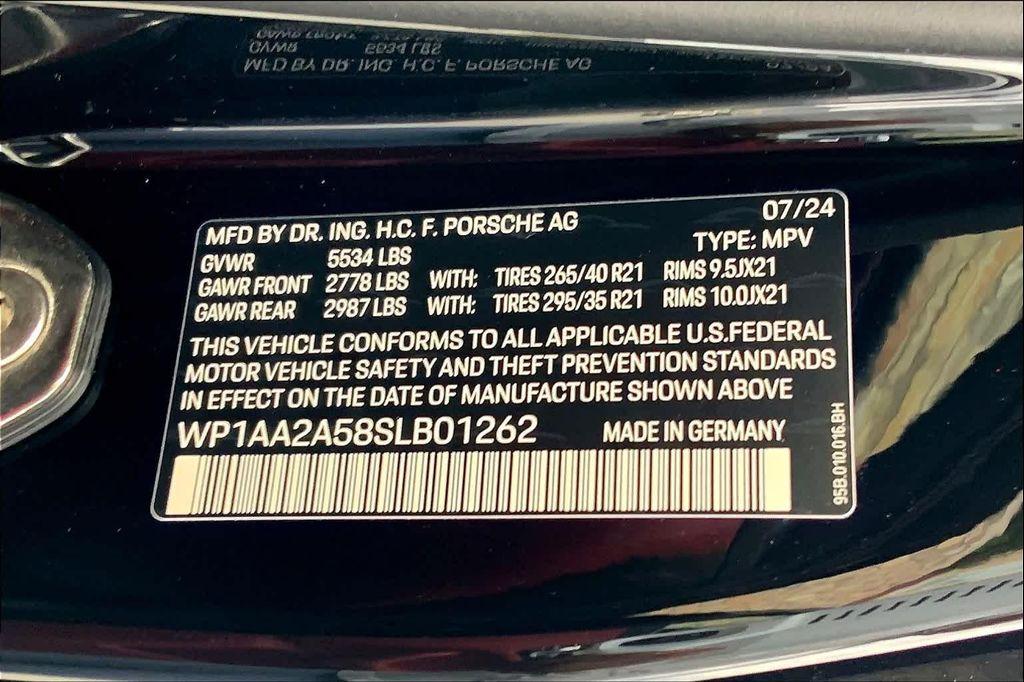 MFD BY DR. ING. H.C. F. PORSCHE AG 07/24
GVWR 5534 LBS TYPE: MPV
GAWR FRONT 2778 LBS WITH: TIRES 265/40 R21 RIMS 9.5JX21
GAWR REAR 2987 LBS WITH: TIRES 295/35 R21 RIMS 10.0JX21
THIS VEHICLE CONFORMS TO ALL APPLICABLE U.S.FEDERAL
MOTOR VEHICLE SAFETY AND THEFT PREVENTION STANDARDS
IN EFFECT ON THE DATE OF MANUFACTURE SHOWN ABOVE
WP1AA2A58SLB01262 MADE IN GERMANY
95B.010.016.BH